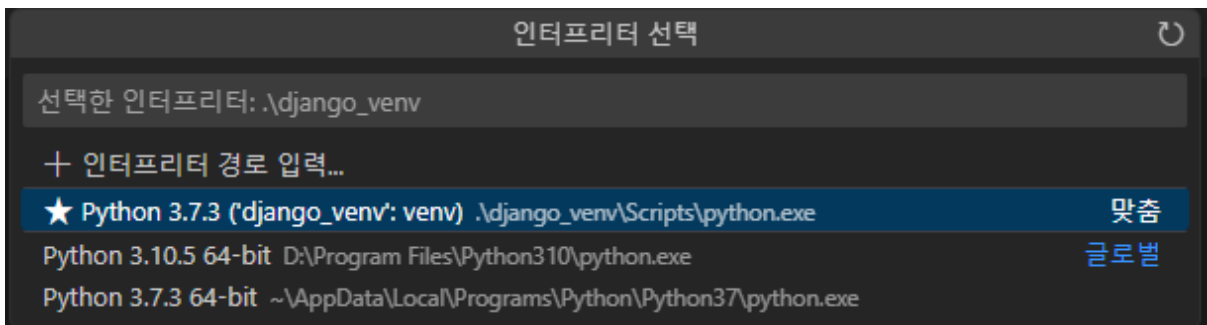 인터프리터 선택
선택한 인터프리터: .\django_venv
+ 인터프리터 경로 입력...
★ Python 3.7.3 ('django_venv': venv) .\django_venv\Scripts\python.exe 맞춤
Python 3.10.5 64-bit D:\Program Files\Python310\python.exe 글로벌
Python 3.7.3 64-bit ~\AppData\Local\Programs\Python\Python37\python.exe